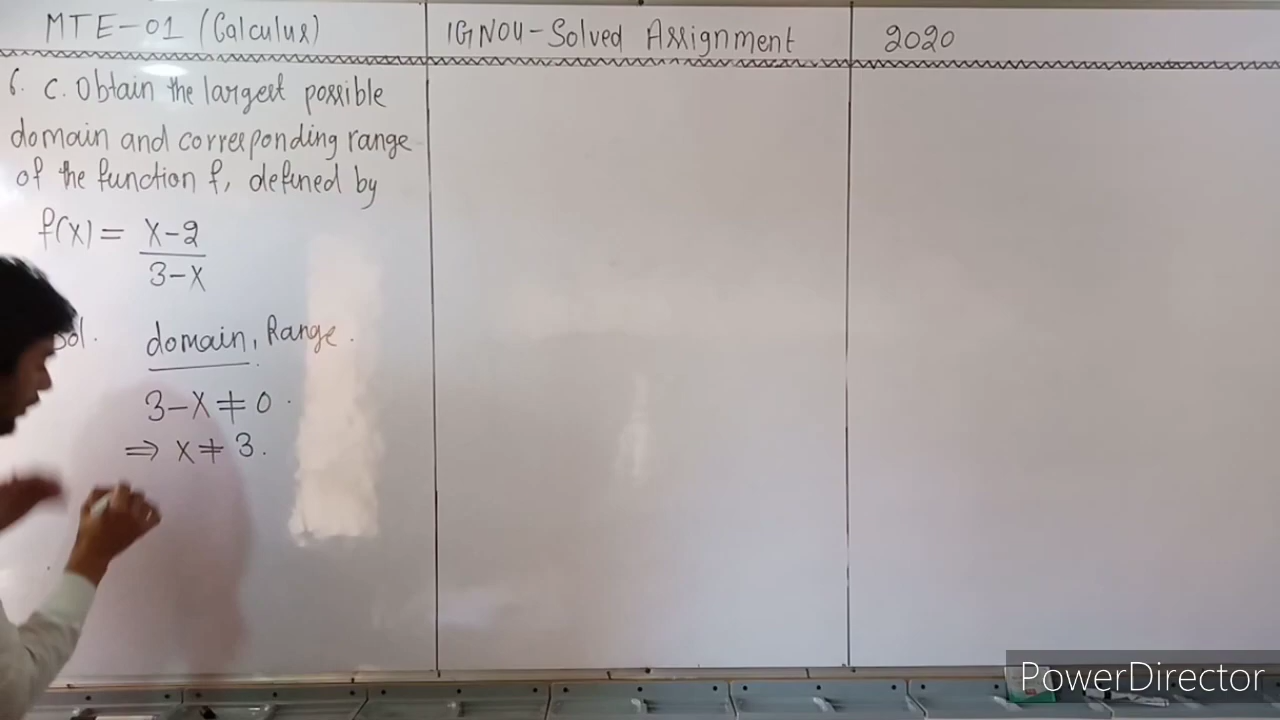 MTE-01 (Calculus)
IGNOU-Solved Assignment
2020
6. C. Obtain the largest possible
domain and corresponding range
of the function f, defined by
f(x) = x-2
3-x
Sol. domain, Range.
3-x ≠ 0.
⇒ x ≠ 3.
PowerDirector